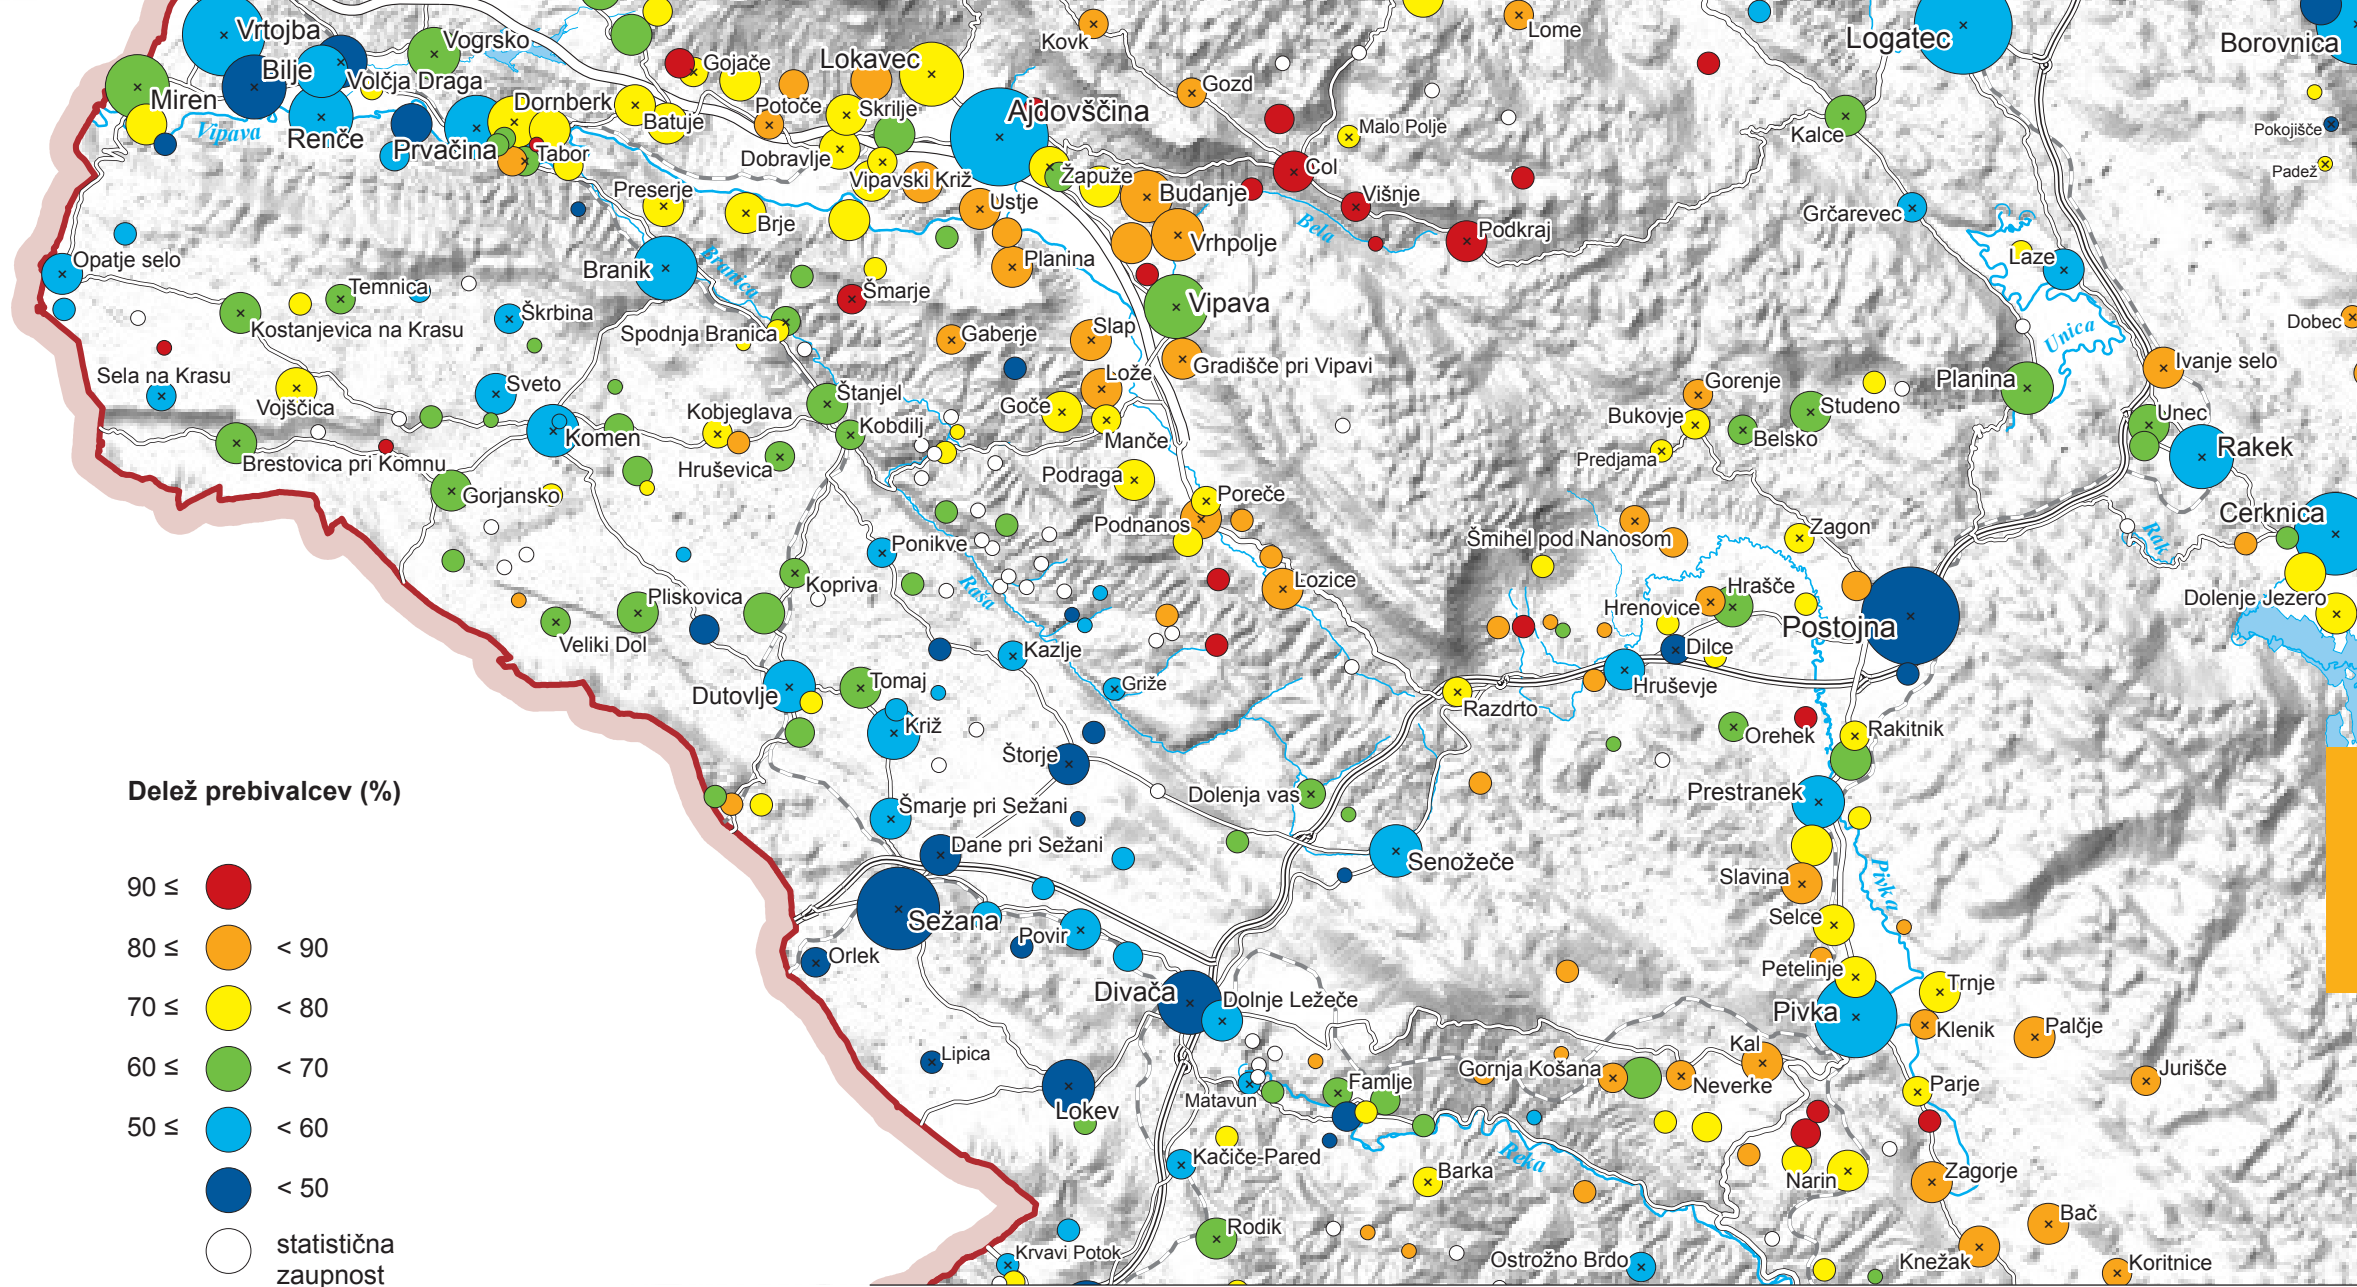 Vrtojba
Vogrsko
Kovk
Lome
Logatec
Borovnica
Bilje
Volčja Draga
Gojače
Lokavec
Gozd
Miren
Vipava
Renče
Dornberk
Batuje
Potoče
Skrilje
Ajdovščina
Malo Polje
Kalce
Pokojišče
Prvačina
Tabor
Dobravlje
Vipavski Križ
Žapuže
Budanje
Col
Padež
Preserje
Brje
Ustje
Višnje
Grčarevec
Bela
Podkraj
Vrhpolje
Opatje selo
Branik
Branica
Planina
Laze
Temnica
Šmarje
Vipava
Kostanjevica na Krasu
Škrbina
Spodnja Branica
Gaberje
Slap
Unica
Dobec
Gradišče pri Vipavi
Ivanje selo
Sela na Krasu
Sveto
Lože
Planina
Vojščica
Štanjel
Goče
Gorenje
Studeno
Kobjeglava
Kobdilj
Manče
Bukovje
Belsko
Unec
Komen
Rakek
Brestovica pri Komnu
Hruševica
Podraga
Predjama
Gorjansko
Poreče
Cerknica
Podnanos
Zagon
Šmihel pod Nanosom
Rak
Ponikve
Raša
Kopriva
Lozice
Hrašče
Pliskovica
Hrenovice
Dolenje Jezero
Postojna
Veliki Dol
Kazlje
Dilce
Tomaj
Griže
Hruševje
Dutovlje
Razdrto
Križ
Orehek
Rakitnik
Štorje
Dolenja vas
Prestranek
Šmarje pri Sežani
Dane pri Sežani
Senožeče
Pivka
Slavina
Sežana
Povir
Selce
Orlek
Petelinje
Trnje
Divača
Dolnje Ležeče
Pivka
Klenik
Palčje
Lipica
Kal
Gornja Košana
Neverke
Jurišče
Lokev
Matavun
Famlje
Parje
Reka
Kačiče-Pared
Barka
Narin
Zagorje
Rodik
Bač
Krvavi Potok
Ostrožno Brdo
Knežak
Koritnice
Delež prebivalcev (%)
90 ≤
80 ≤ < 90
70 ≤ < 80
60 ≤ < 70
50 ≤ < 60
< 50
statistična
zaupnost